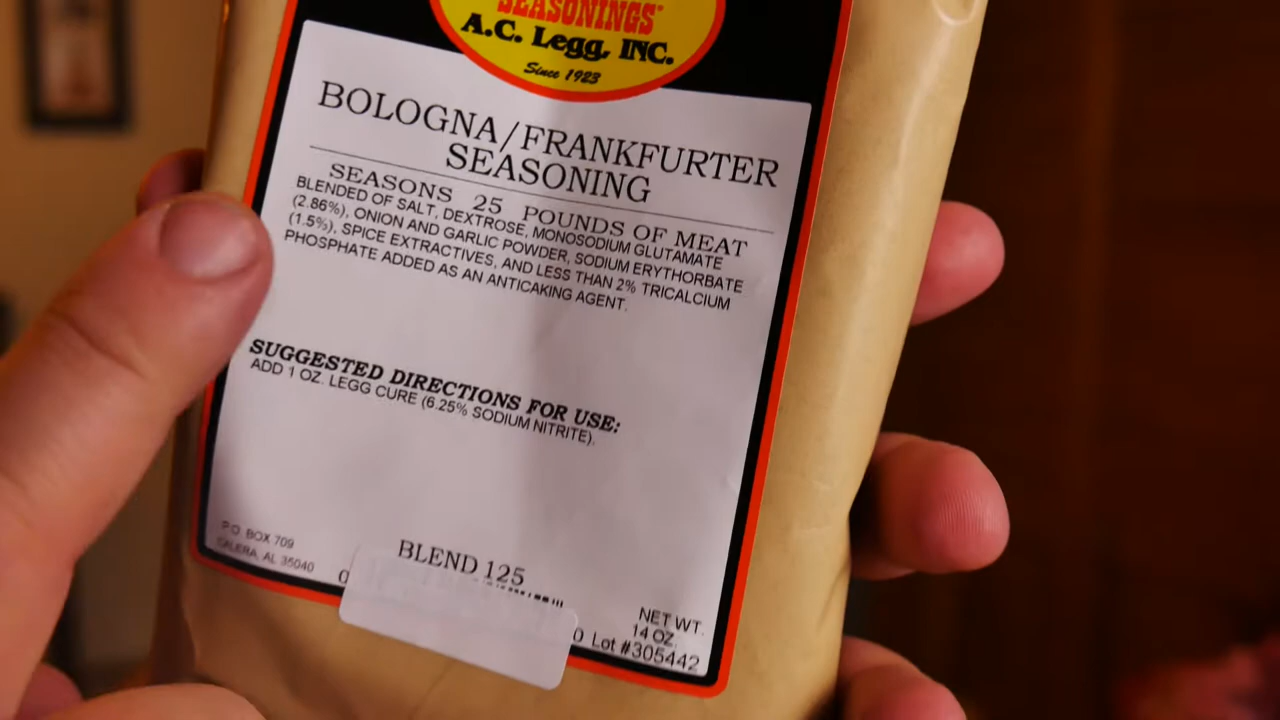 SEASONINGS
A.C. Legg, INC.
Since 1923
BOLOGNA/FRANKFURTER
SEASONING
SEASONS 25 POUNDS OF MEAT
BLENDED OF SALT, DEXTROSE, MONOSODIUM GLUTAMATE
(2.86%), ONION AND GARLIC POWDER, SODIUM ERYTHORBATE
(1.5%), SPICE EXTRACTIVES, AND LESS THAN 2% TRICALCIUM
PHOSPHATE ADDED AS AN ANTICAKING AGENT.
SUGGESTED DIRECTIONS FOR USE:
ADD 1 OZ. LEGG CURE (6.25% SODIUM NITRITE).
P.O. BOX 709
CALERA, AL 35040
BLEND 125
NET WT.
14 OZ.
0 Lot #305442